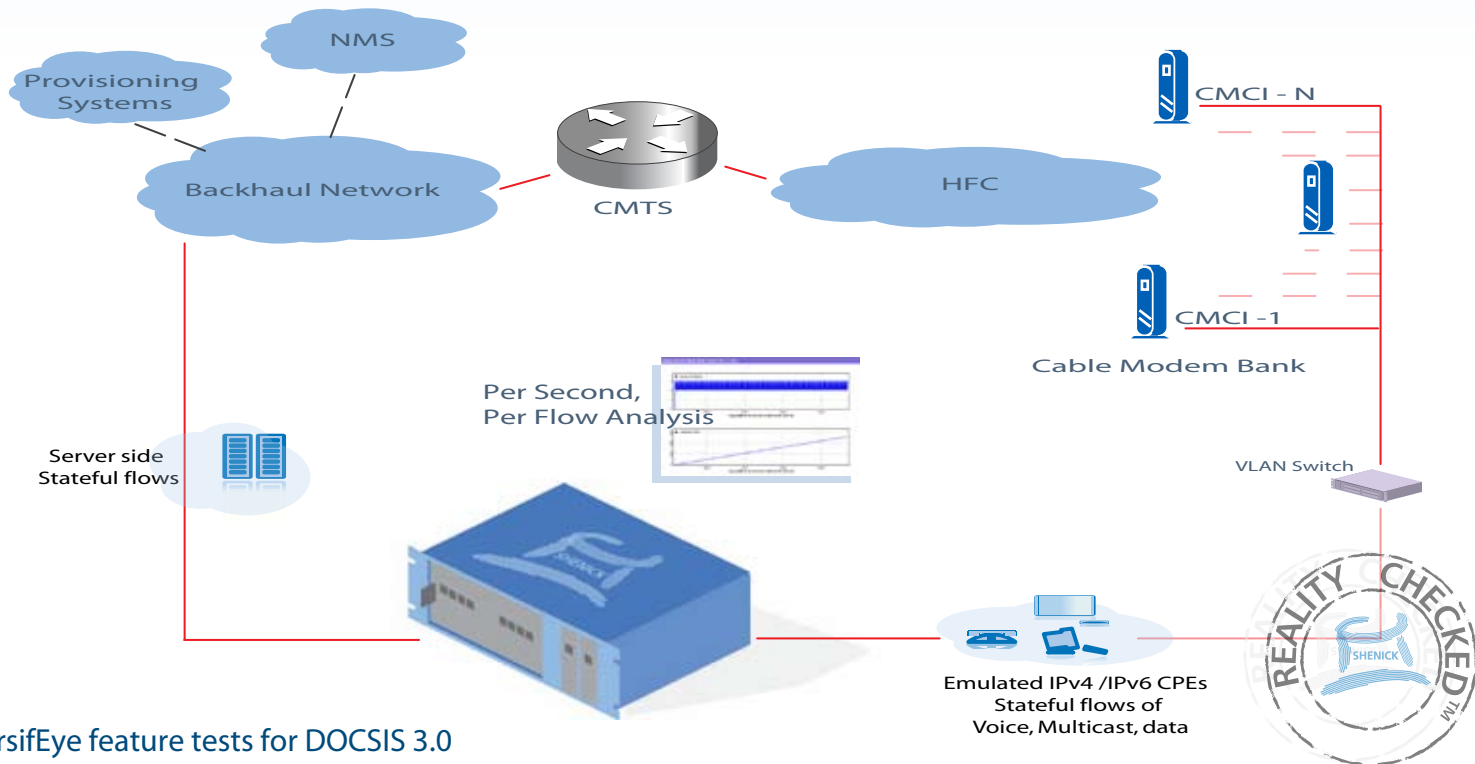 NMS
Provisioning
Systems
Backhaul Network
CMTS
HFC
CMCI - N
CMCI -1
Cable Modem Bank
Per Second,
Per Flow Analysis
Server side
Stateful flows
VLAN Switch
SHENICK
Emulated IPv4 /IPv6 CPEs
Stateful flows of
Voice, Multicast, data
REALITY CHECKED TM
SHENICK
rsifEye feature tests for DOCSIS 3.0